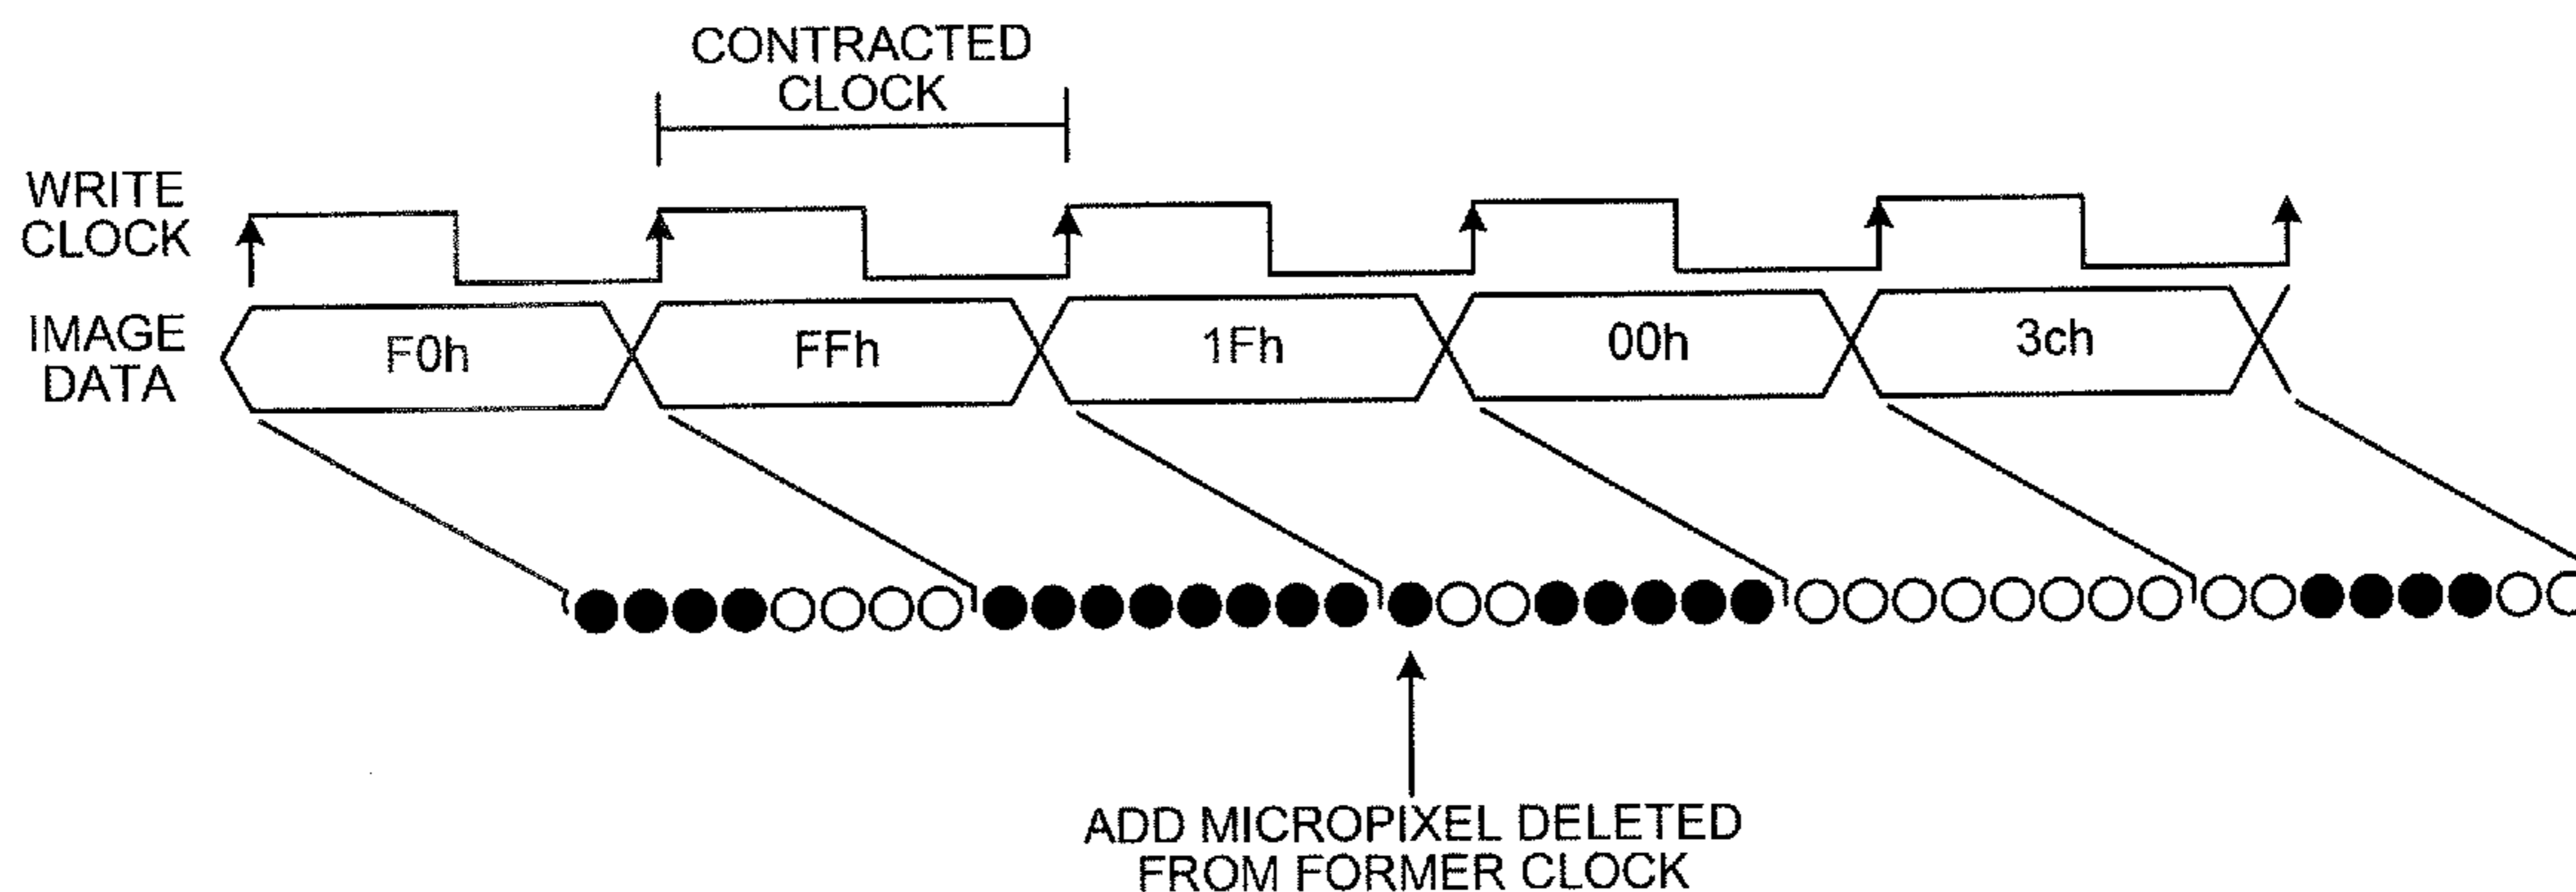 CONTRACTED
CLOCK
WRITE
CLOCK
IMAGE
DATA
F0h
FFh
1Fh
00h
3ch
ADD MICROPIXEL DELETED
FROM FORMER CLOCK